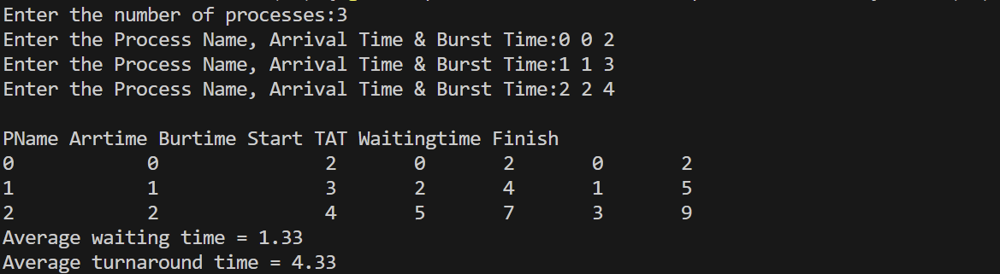 Enter the number of processes:3
Enter the Process Name, Arrival Time & Burst Time:0 0 2
Enter the Process Name, Arrival Time & Burst Time:1 1 3
Enter the Process Name, Arrival Time & Burst Time:2 2 4
PName Arrtime Burtime Start TAT Waitingtime Finish
0 0 2 0 2 0 2
1 1 3 2 4 1 5
2 2 4 5 7 3 9
Average waiting time = 1.33
Average turnaround time = 4.33